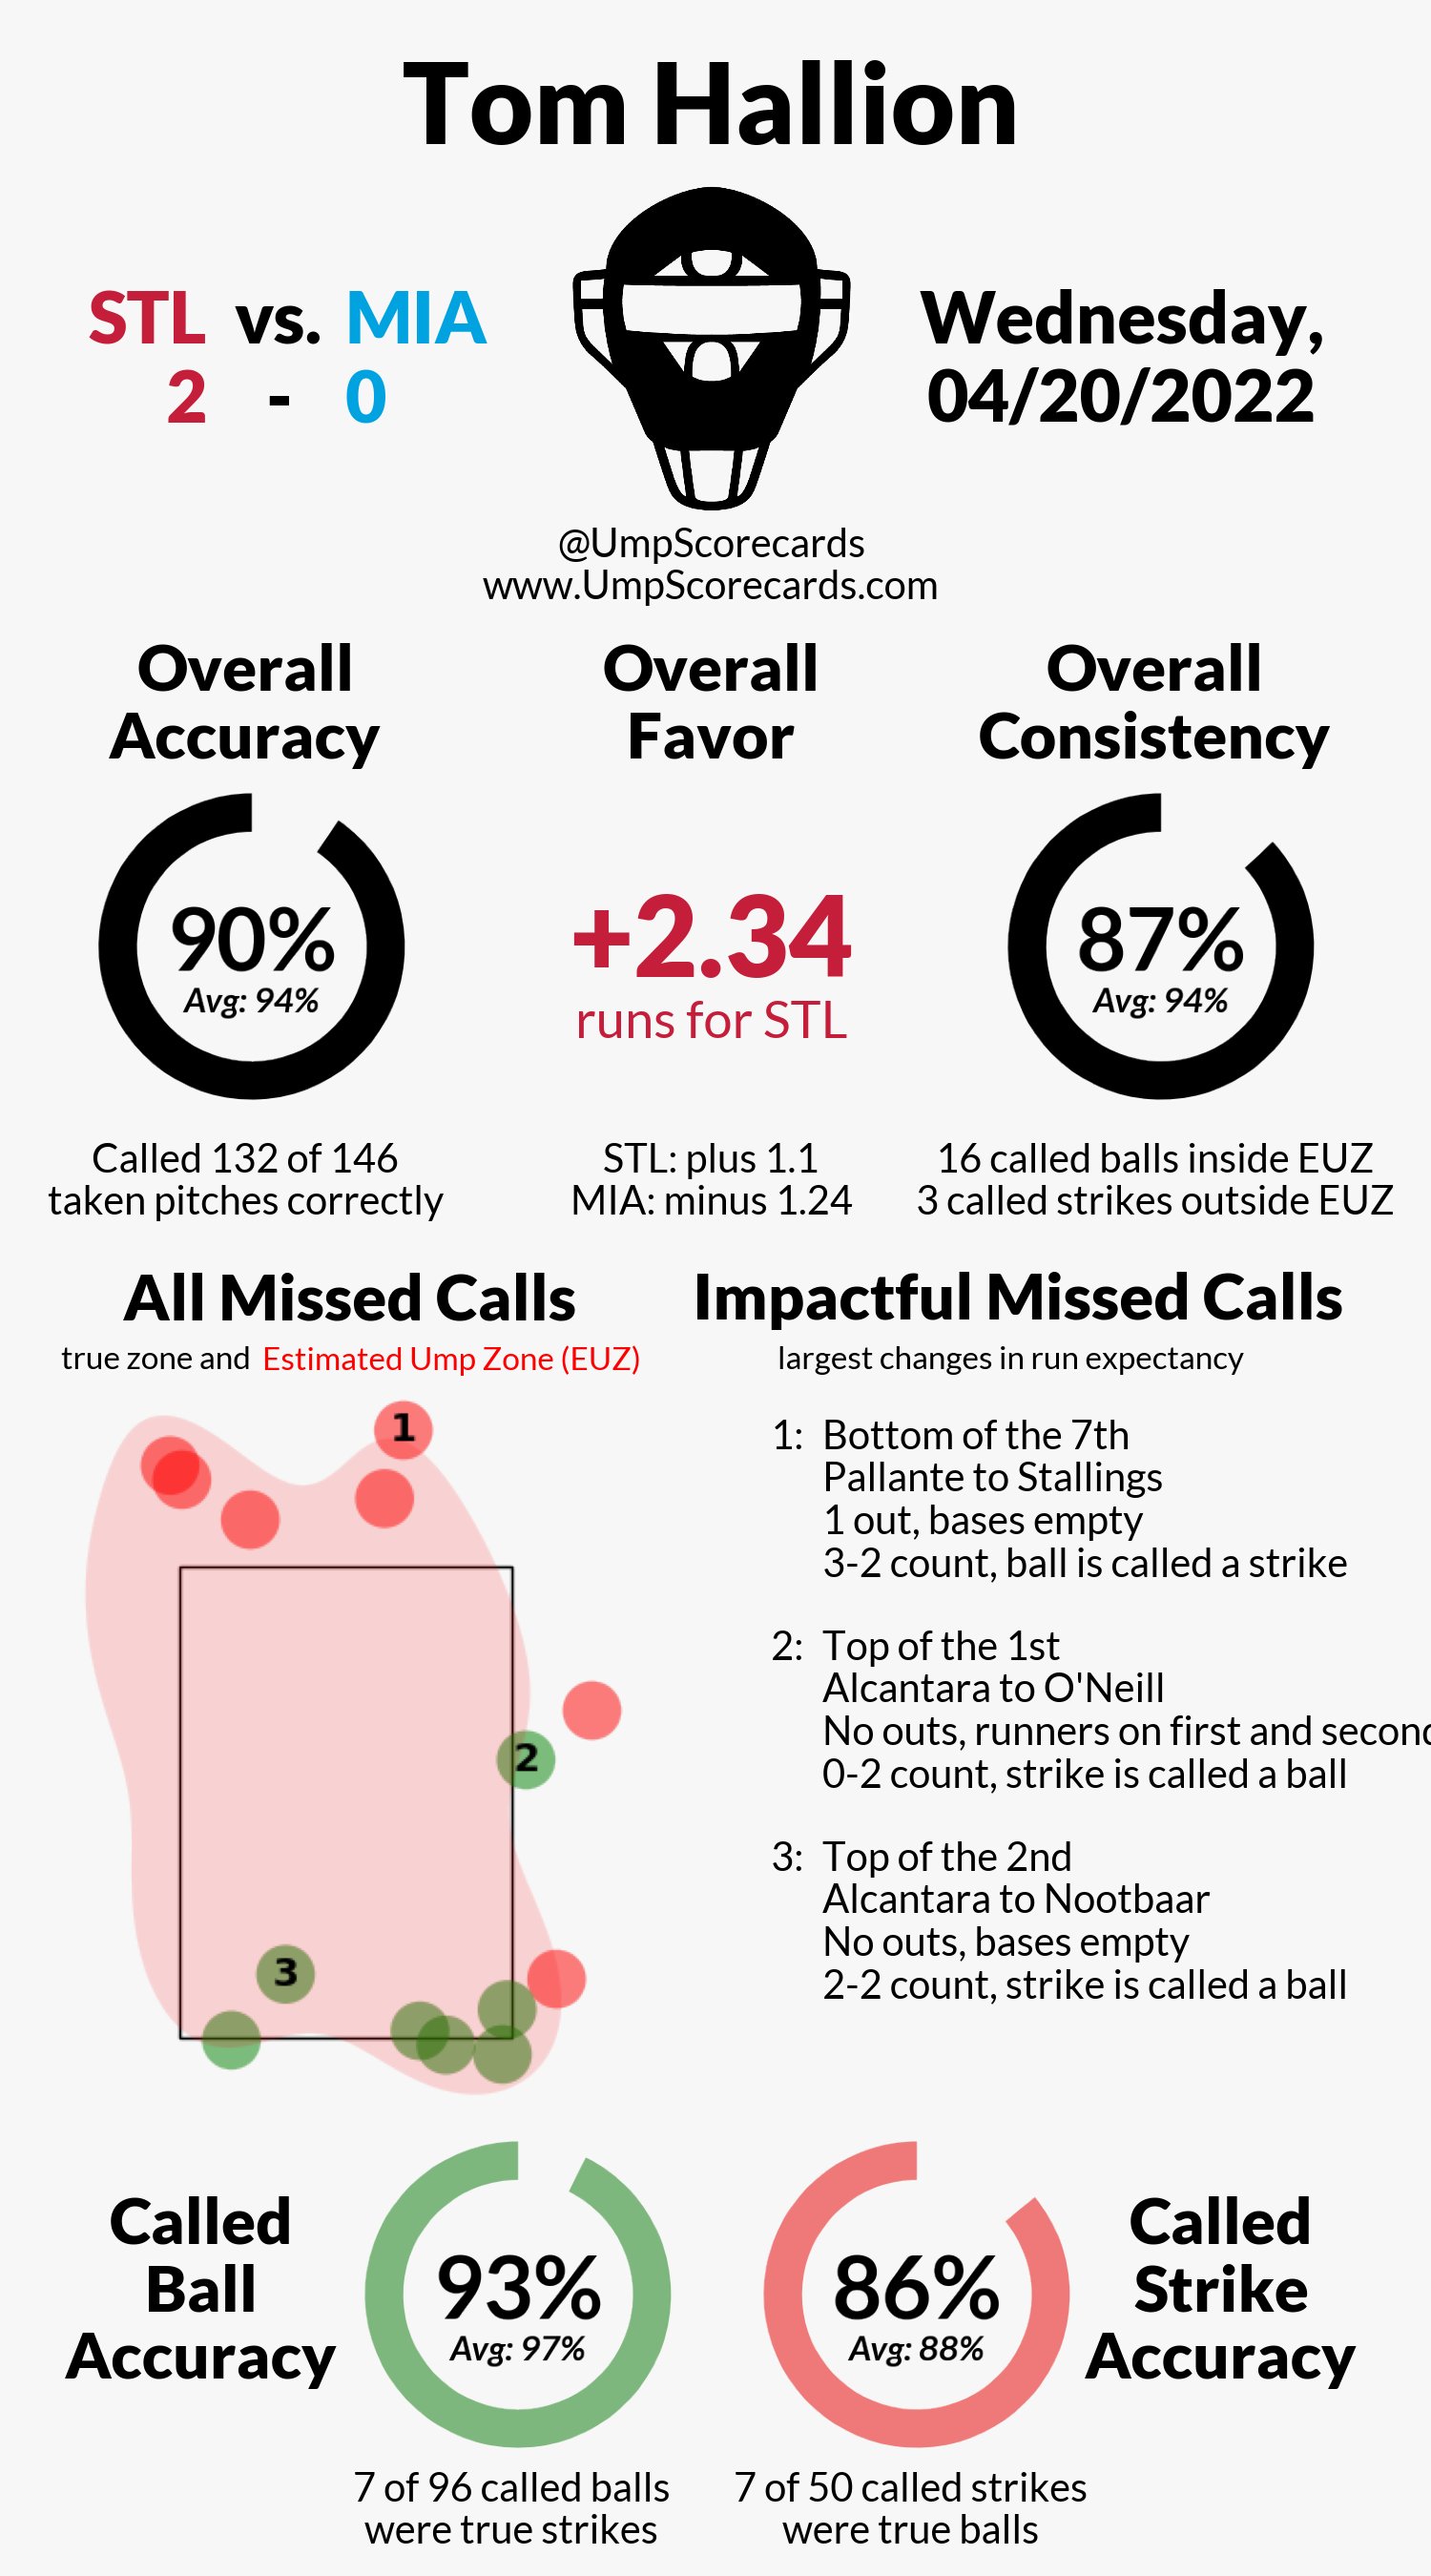 Tom Hallion
STL vs. MIA
2 - 0
Wednesday,
04/20/2022
@UmpScorecards
www.UmpScorecards.com
Overall
Accuracy
90%
Avg: 94%
Called 132 of 146
taken pitches correctly
Overall
Favor
+2.34
runs for STL
STL: plus 1.1
MIA: minus 1.24
Overall
Consistency
87%
Avg: 94%
16 called balls inside EUZ
3 called strikes outside EUZ
All Missed Calls
true zone and Estimated Ump Zone (EUZ)
1
2
3
Impactful Missed Calls
largest changes in run expectancy
1: Bottom of the 7th
Pallante to Stallings
1 out, bases empty
3-2 count, ball is called a strike
2: Top of the 1st
Alcantara to O'Neill
No outs, runners on first and second
0-2 count, strike is called a ball
3: Top of the 2nd
Alcantara to Nootbaar
No outs, bases empty
2-2 count, strike is called a ball
Called
Ball
Accuracy
93%
Avg: 97%
7 of 96 called balls
were true strikes
86%
Avg: 88%
7 of 50 called strikes
were true balls
Called
Strike
Accuracy